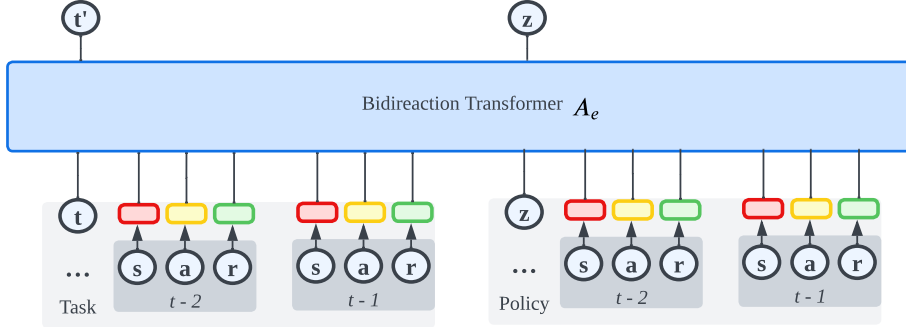 t' z
Bidireaction Transformer A_e
t z
s a r s a r s a r s a r
... ...
t - 2 t - 1 t - 2 t - 1
Task Policy